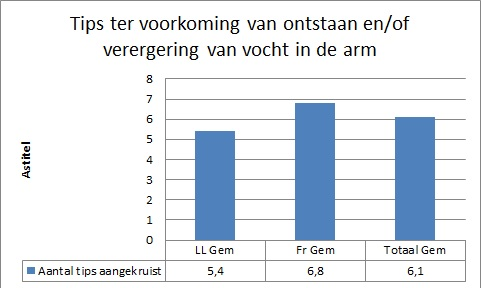 Tips ter voorkoming van ontstaan en/of
verergering van vocht in de arm
Astitel
8
7
6
5
4
3
2
1
0
LL Gem Fr Gem Totaal Gem
Aantal tips aangekruist 5,4 6,8 6,1